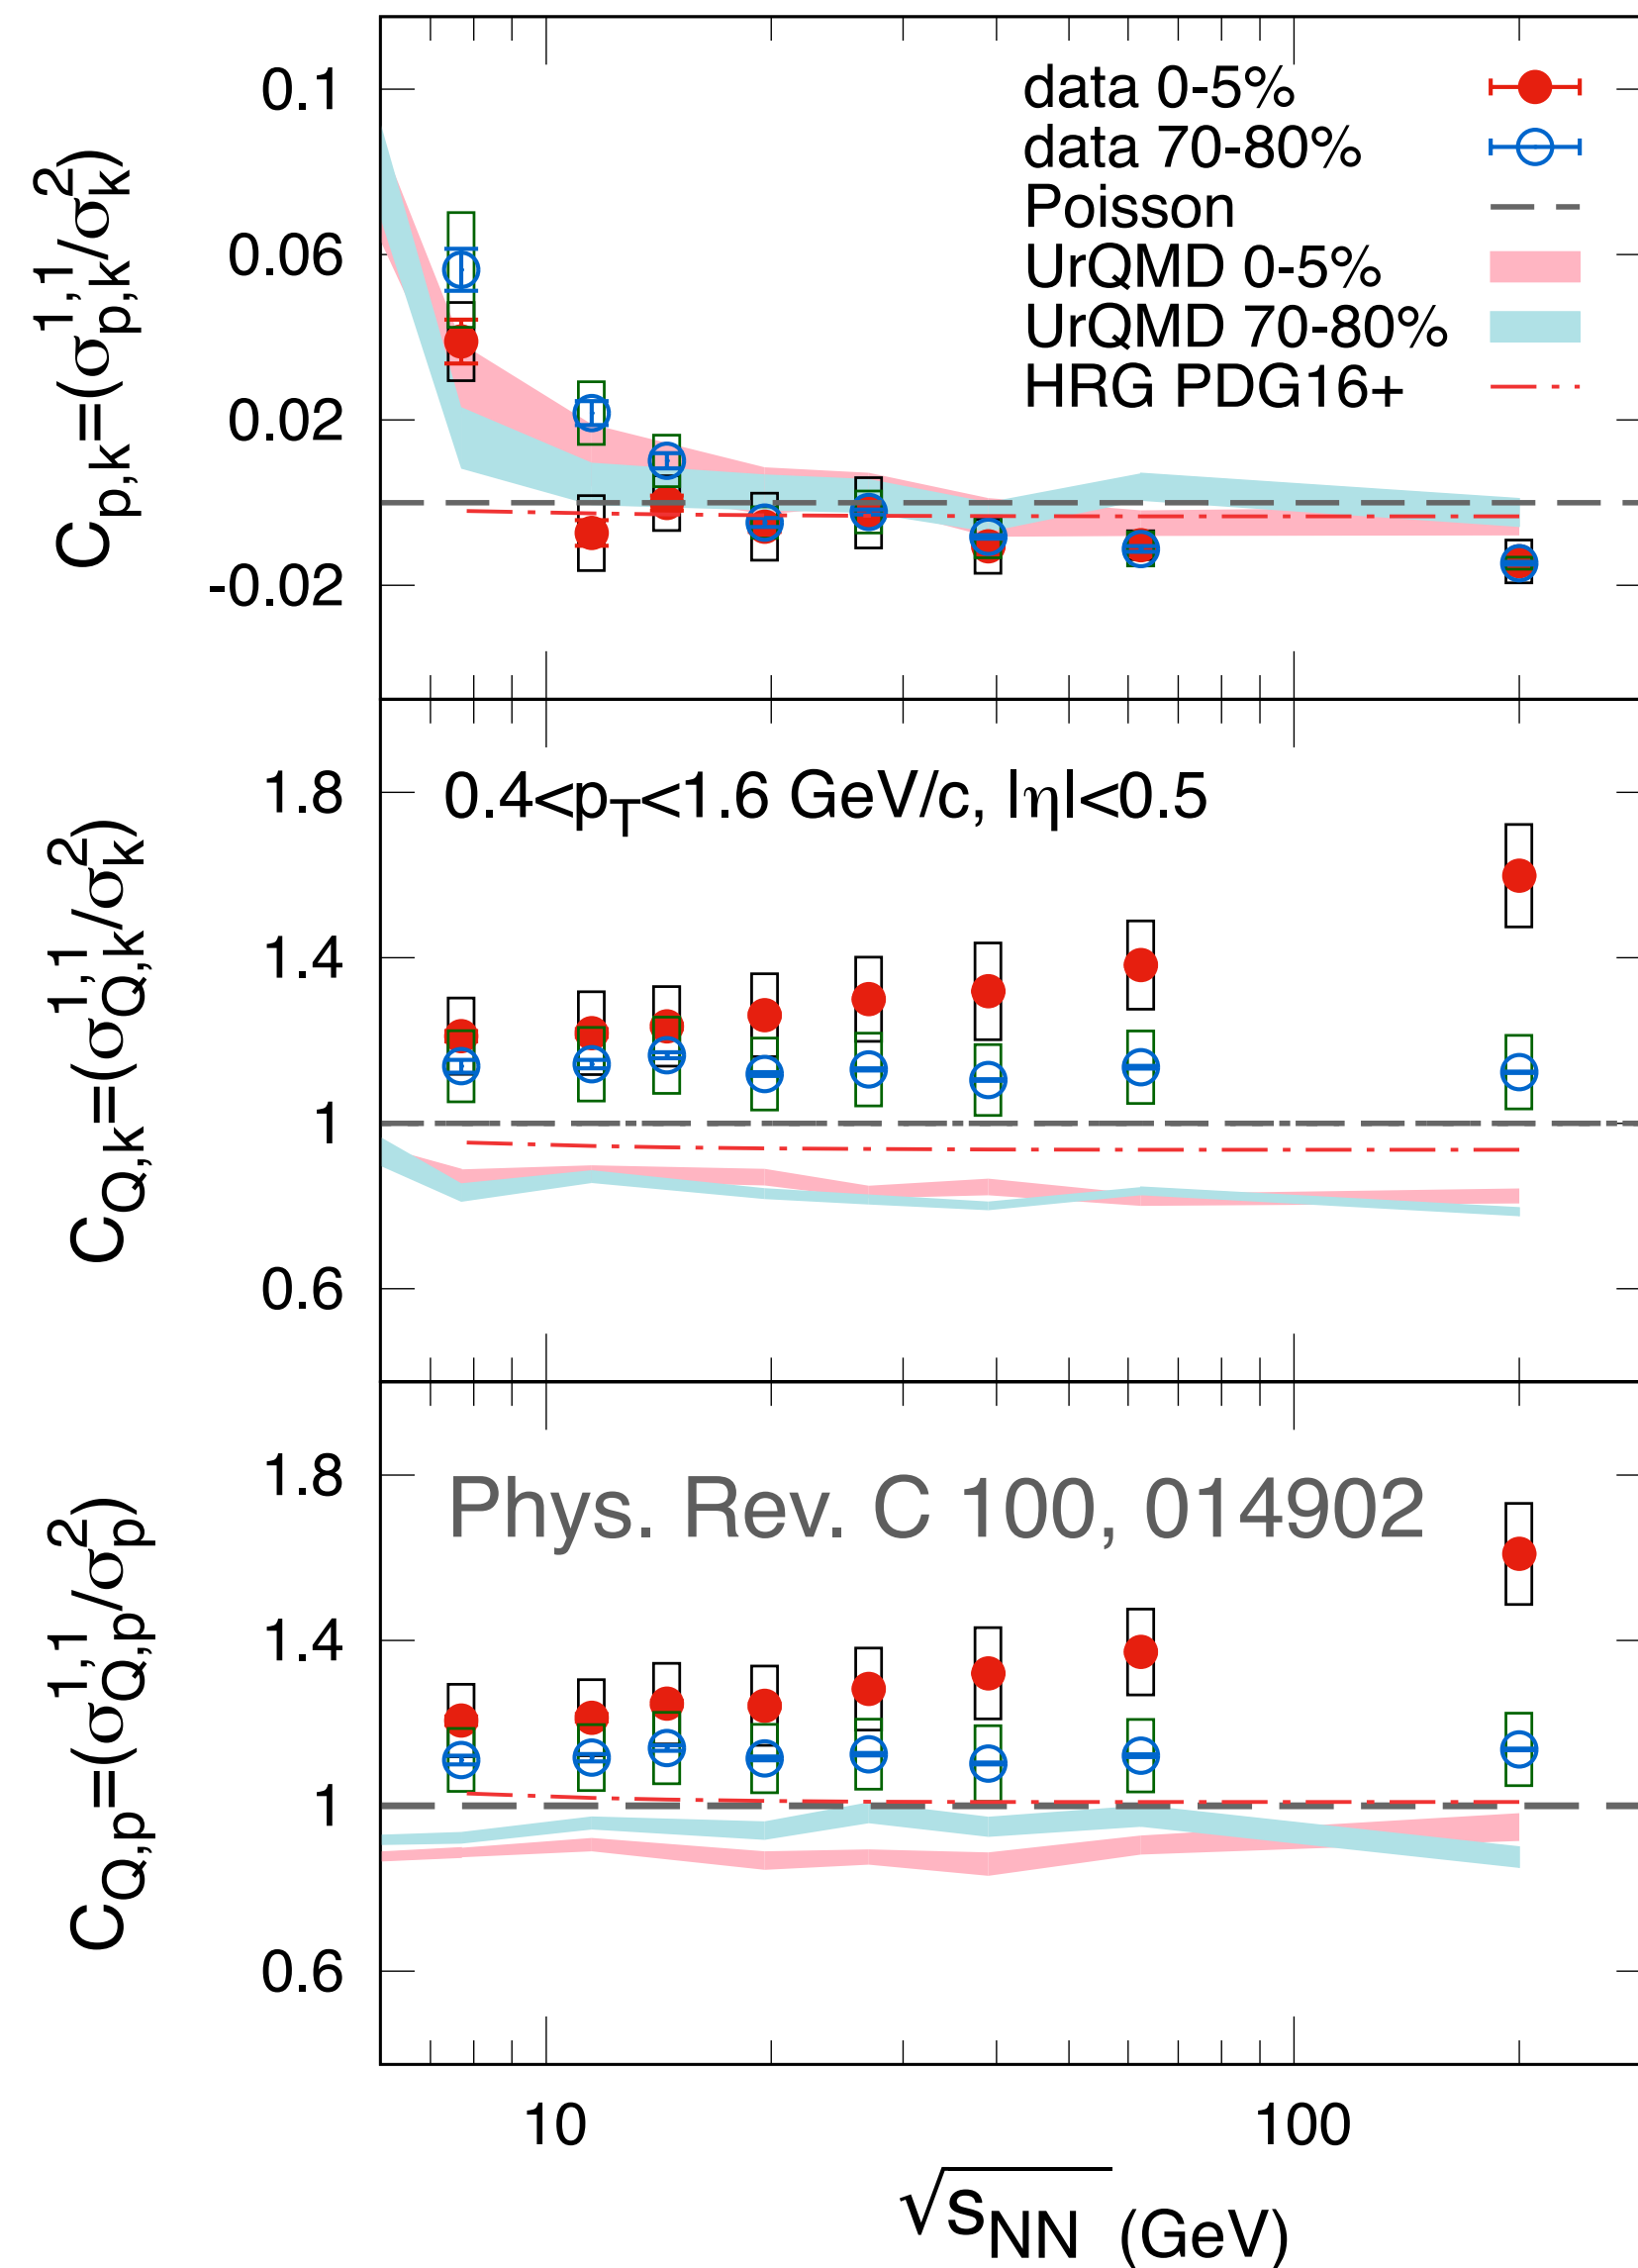 C_{p,k}=(σ^{1,1}_{p,k}/σ^2_k)
0.1
0.06
0.02
-0.02
data 0-5%
data 70-80%
Poisson
UrQMD 0-5%
UrQMD 70-80%
HRG PDG16+
C_{Q,k}=(σ^{1,1}_{Q,k}/σ^2_k)
1.8
1.4
1
0.6
0.4<p_T<1.6 GeV/c, |η|<0.5
C_{Q,p}=(σ^{1,1}_{Q,p}/σ^2_p)
1.8
1.4
1
0.6
Phys. Rev. C 100, 014902
10
100
√s_{NN} (GeV)